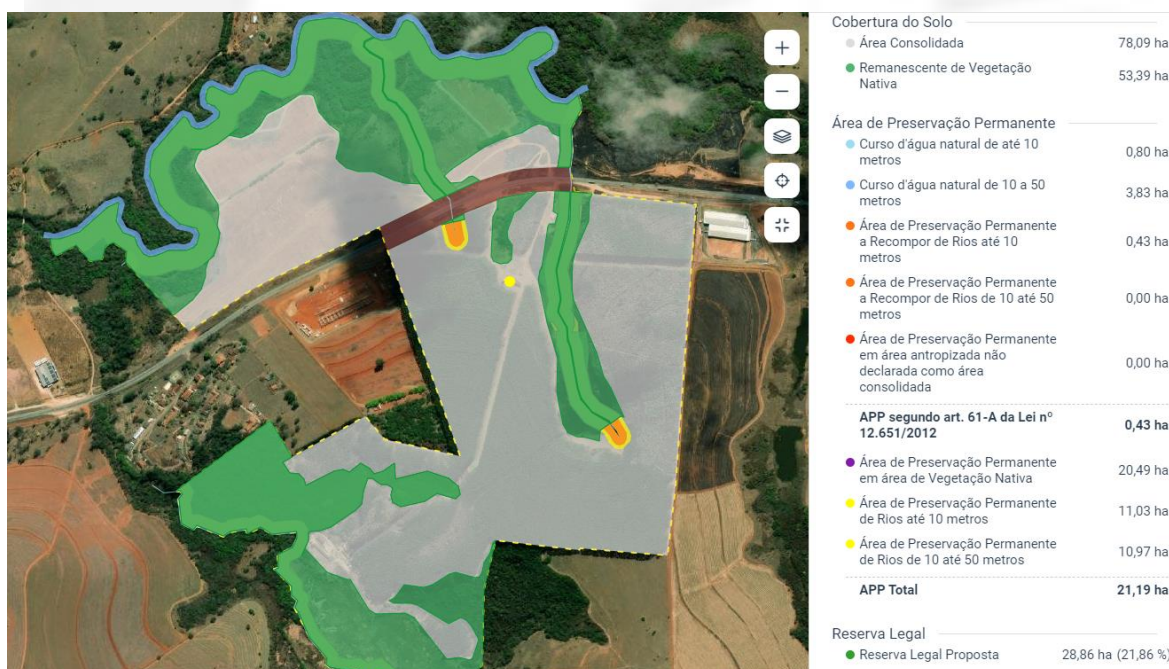 Cobertura do Solo
Área Consolidada 78,09 ha
Remanescente de Vegetação
Nativa 53,39 ha
Área de Preservação Permanente
Curso d'água natural de até 10
metros 0,80 ha
Curso d'água natural de 10 a 50
metros 3,83 ha
Área de Preservação Permanente
a Recompor de Rios até 10
metros 0,43 ha
Área de Preservação Permanente
a Recompor de Rios de 10 até 50
metros 0,00 ha
Área de Preservação Permanente
em área antropizada não
declarada como área
consolidada 0,00 ha
APP segundo art. 61-A da Lei nº
12.651/2012 0,43 ha
Área de Preservação Permanente
em área de Vegetação Nativa 20,49 ha
Área de Preservação Permanente
de Rios até 10 metros 11,03 ha
Área de Preservação Permanente
de Rios de 10 até 50 metros 10,97 ha
APP Total 21,19 ha
Reserva Legal
Reserva Legal Proposta 28,86 ha (21,86 %)